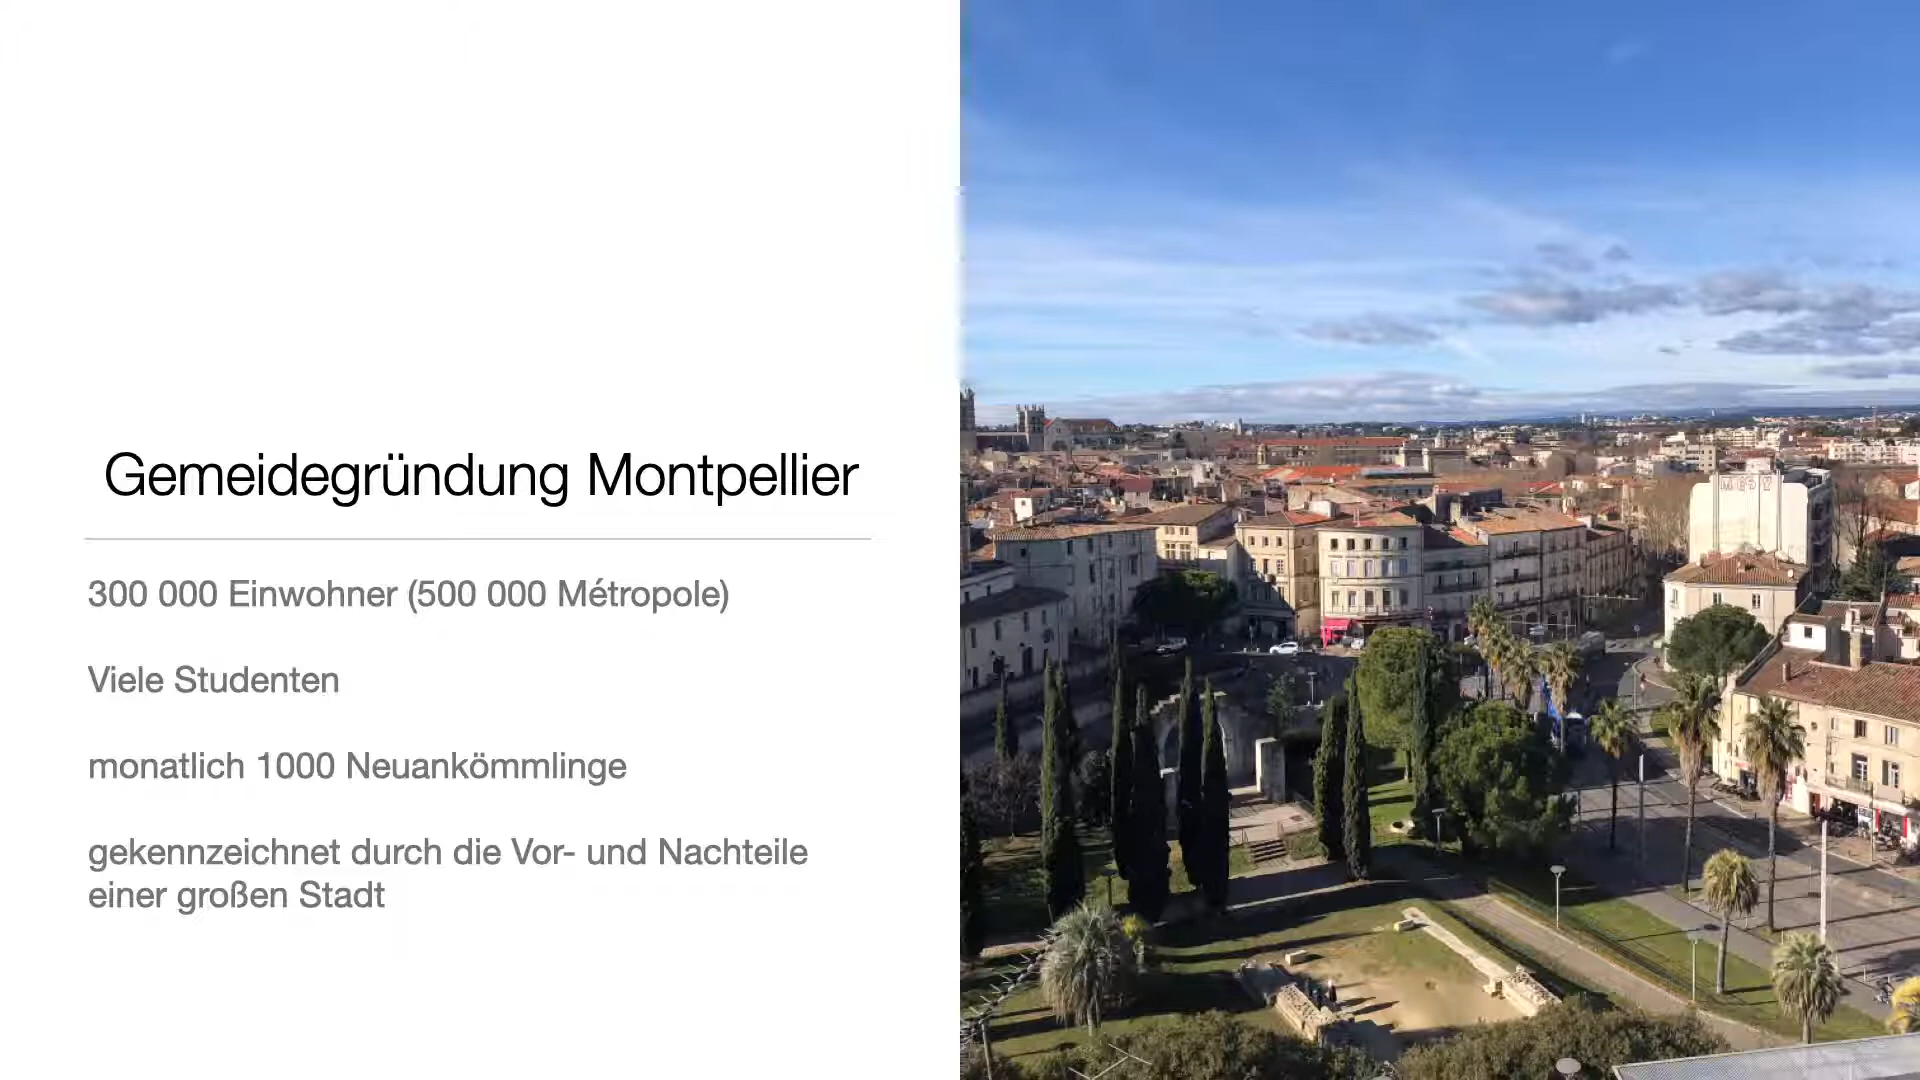 Gemeidegründung Montpellier
300 000 Einwohner (500 000 Métropole)
Viele Studenten
monatlich 1000 Neuankömmlinge
gekennzeichnet durch die Vor- und Nachteile
einer großen Stadt